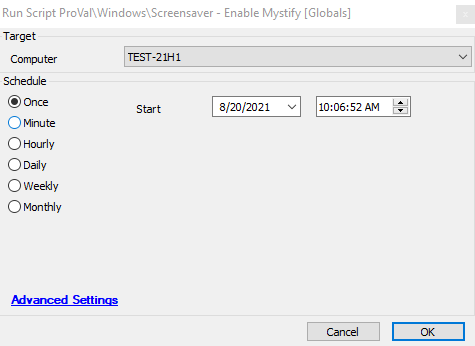 Run Script ProVal\Windows\Screensaver - Enable Mystify [Globals]
Target
Computer TEST-21H1
Schedule
Once Start 8/20/2021 10:06:52 AM
Minute
Hourly
Daily
Weekly
Monthly
Advanced Settings
Cancel OK